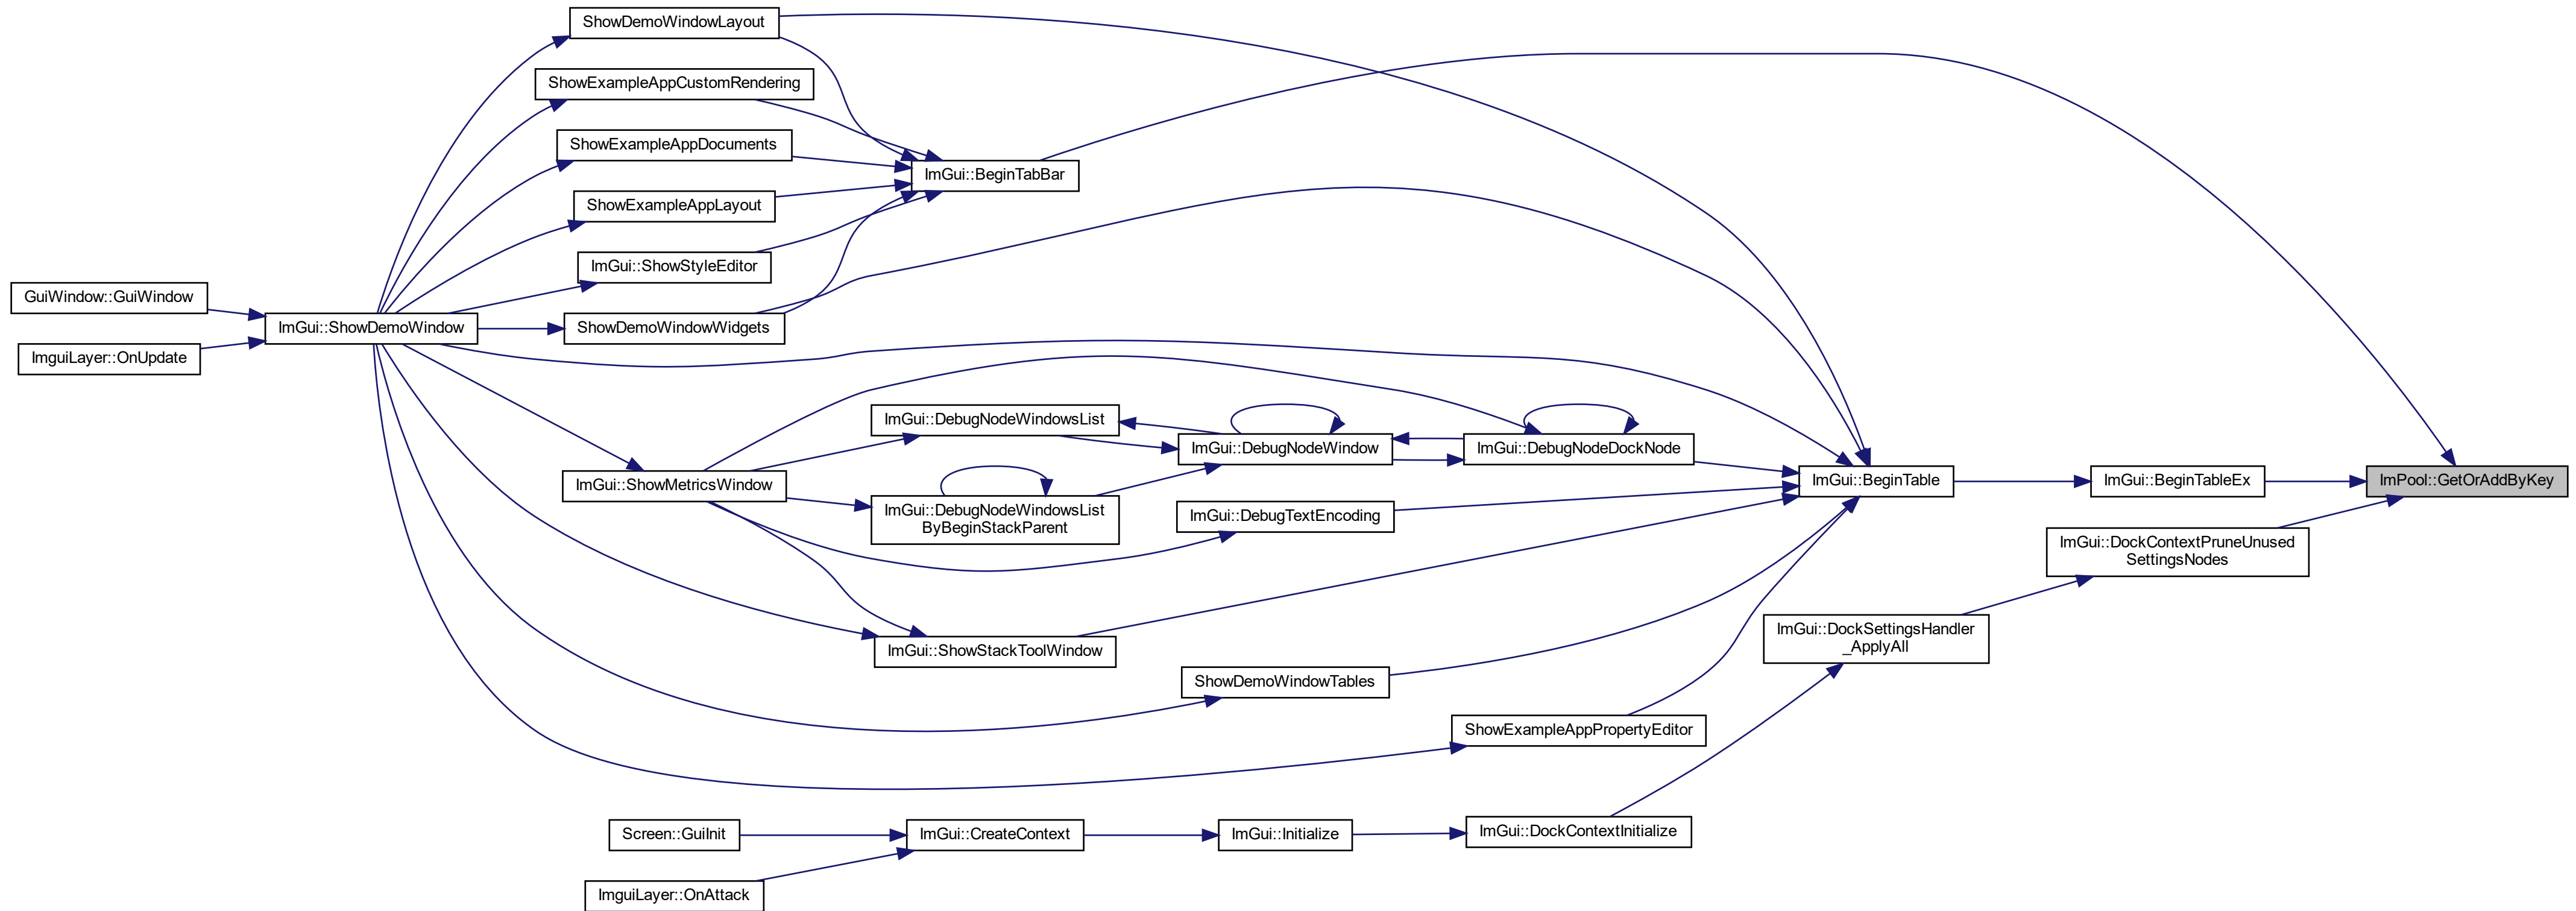 ShowDemoWindowLayout
ShowExampleAppCustomRendering
ShowExampleAppDocuments
ImGui::BeginTabBar
ShowExampleAppLayout
ImGui::ShowStyleEditor
GuiWindow::GuiWindow
ImGui::ShowDemoWindow
ShowDemoWindowWidgets
ImguiLayer::OnUpdate
ImGui::DebugNodeWindowsList
ImGui::DebugNodeWindow
ImGui::DebugNodeDockNode
ImGui::ShowMetricsWindow
ImGui::BeginTable
ImGui::BeginTableEx
ImPool::GetOrAddByKey
ImGui::DebugNodeWindowsList
ByBeginStackParent
ImGui::DebugTextEncoding
ImGui::DockContextPruneUnused
SettingsNodes
ImGui::ShowStackToolWindow
ImGui::DockSettingsHandler
_ApplyAll
ShowDemoWindowTables
ShowExampleAppPropertyEditor
Screen::GuiInit
ImGui::CreateContext
ImGui::Initialize
ImGui::DockContextInitialize
ImguiLayer::OnAttack